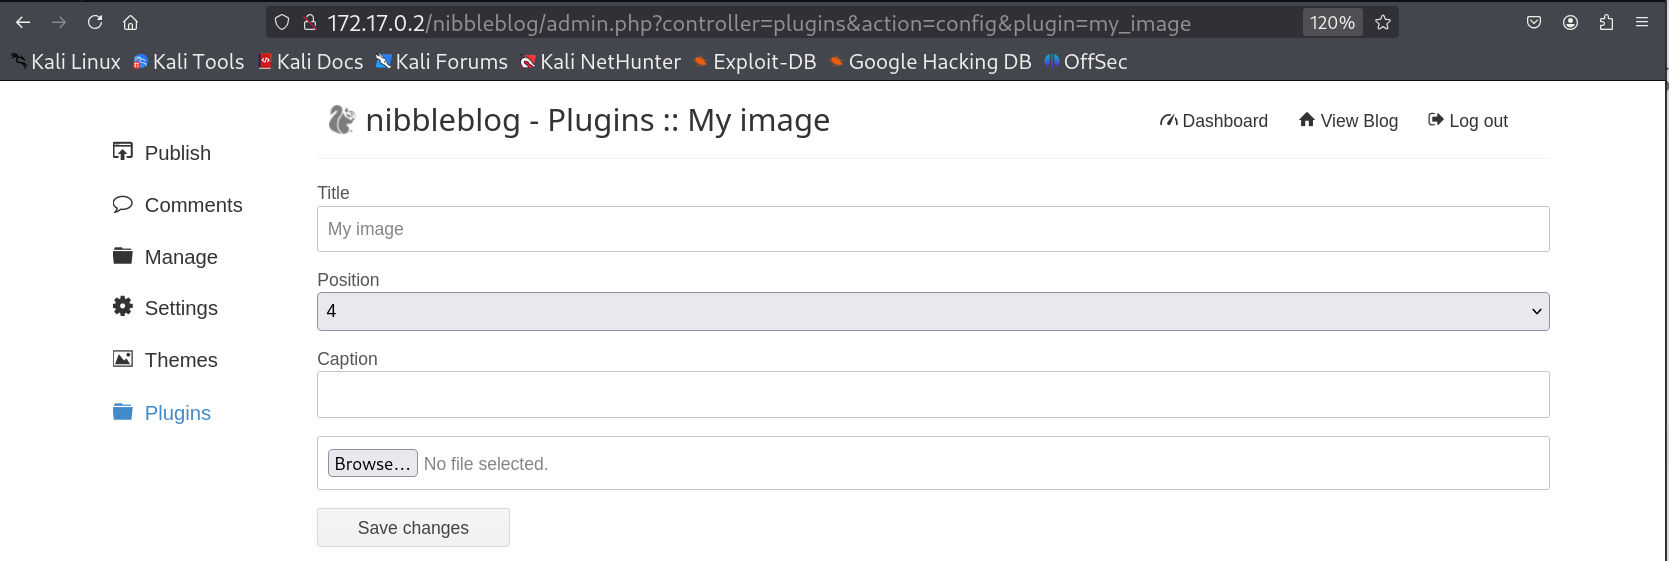 172.17.0.2/nibbleblog/admin.php?controller=plugins&action=config&plugin=my_image 120%
Kali Linux Kali Tools Kali Docs Kali Forums Kali NetHunter Exploit-DB Google Hacking DB OffSec
nibbleblog - Plugins :: My image Dashboard View Blog Log out
Publish
Comments
Manage
Settings
Themes
Plugins
Title
My image
Position
4
Caption
Browse... No file selected.
Save changes